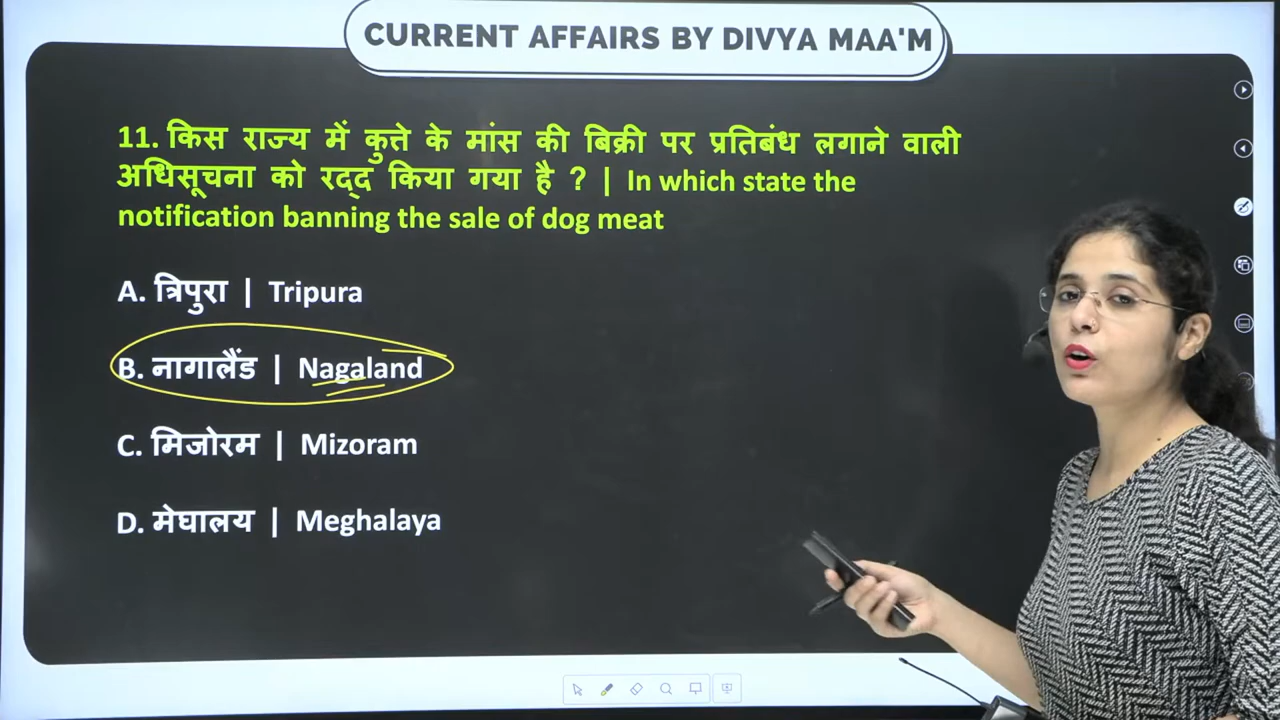 CURRENT AFFAIRS BY DIVYA MAA'M
11. किस राज्य में कुत्ते के मांस की बिक्री पर प्रतिबंध लगाने वाली
अधिसूचना को रद्द किया गया है ? | In which state the
notification banning the sale of dog meat
A. त्रिपुरा | Tripura
B. नागालैंड | Nagaland
C. मिजोरम | Mizoram
D. मेघालय | Meghalaya